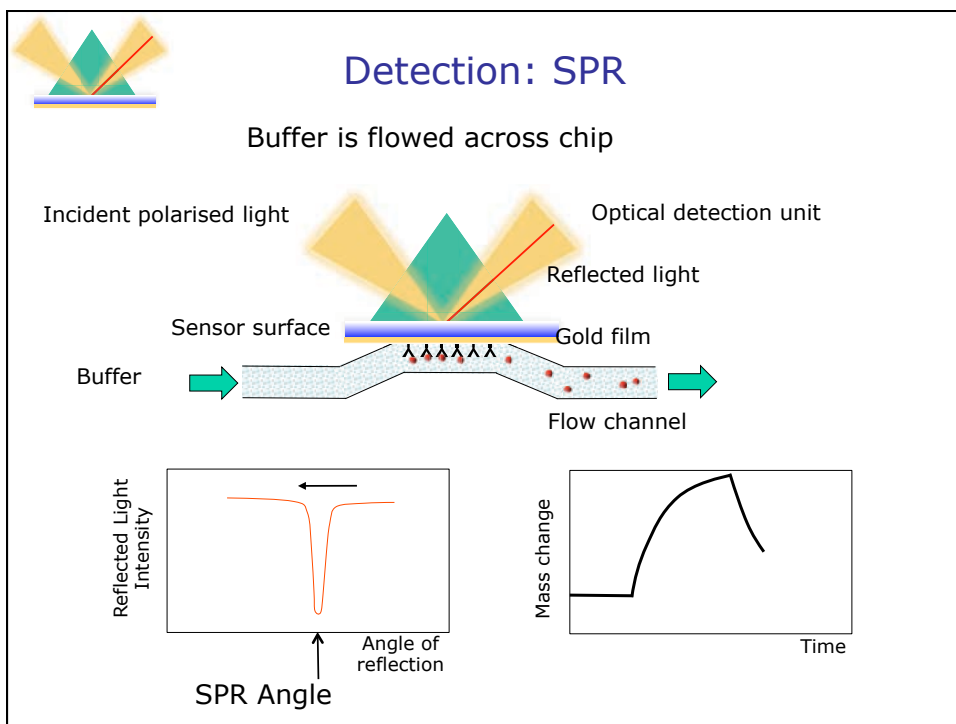 Detection: SPR
Buffer is flowed across chip
Incident polarised light
Optical detection unit
Reflected light
Sensor surface
Gold film
Buffer
Flow channel
Reflected Light
Intensity
Angle of
reflection
SPR Angle
Mass change
Time